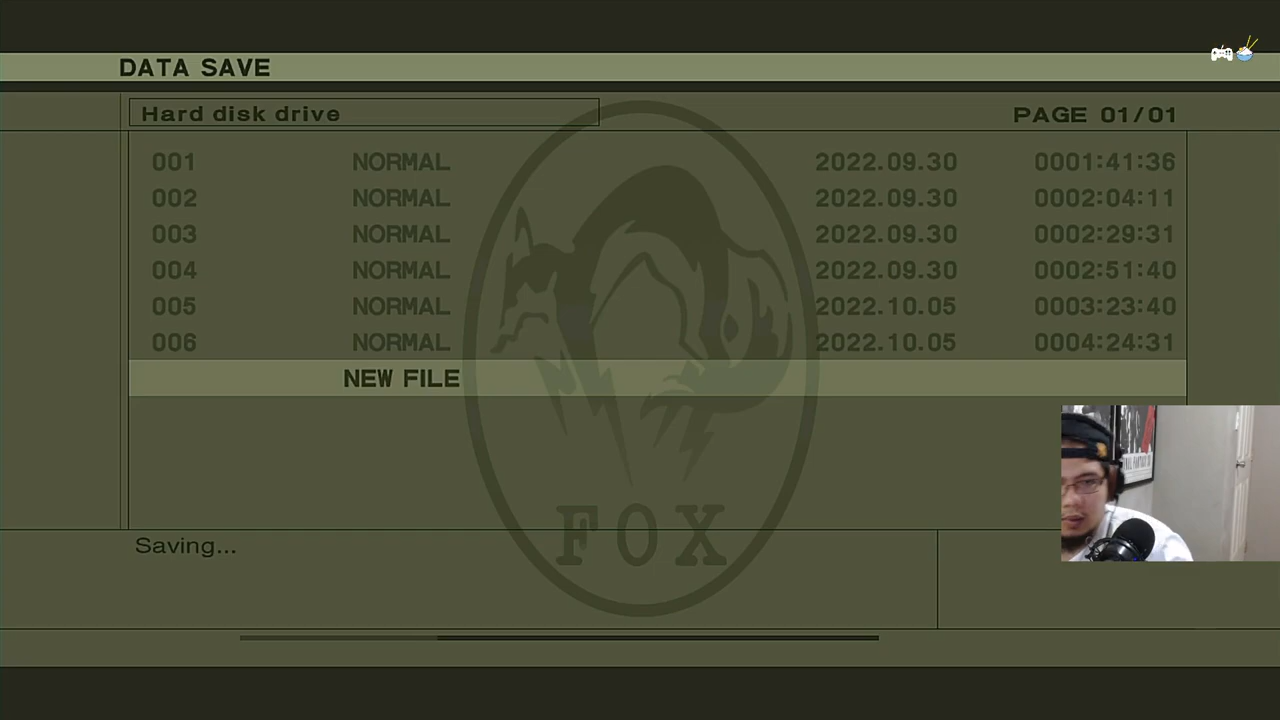 DATA SAVE
Hard disk drive PAGE 01/01
001 NORMAL 2022.09.30 0001:41:36
002 NORMAL 2022.09.30 0002:04:11
003 NORMAL 2022.09.30 0002:29:31
004 NORMAL 2022.09.30 0002:51:40
005 NORMAL 2022.10.05 0003:23:40
006 NORMAL 2022.10.05 0004:24:31
NEW FILE
FOX
Saving...